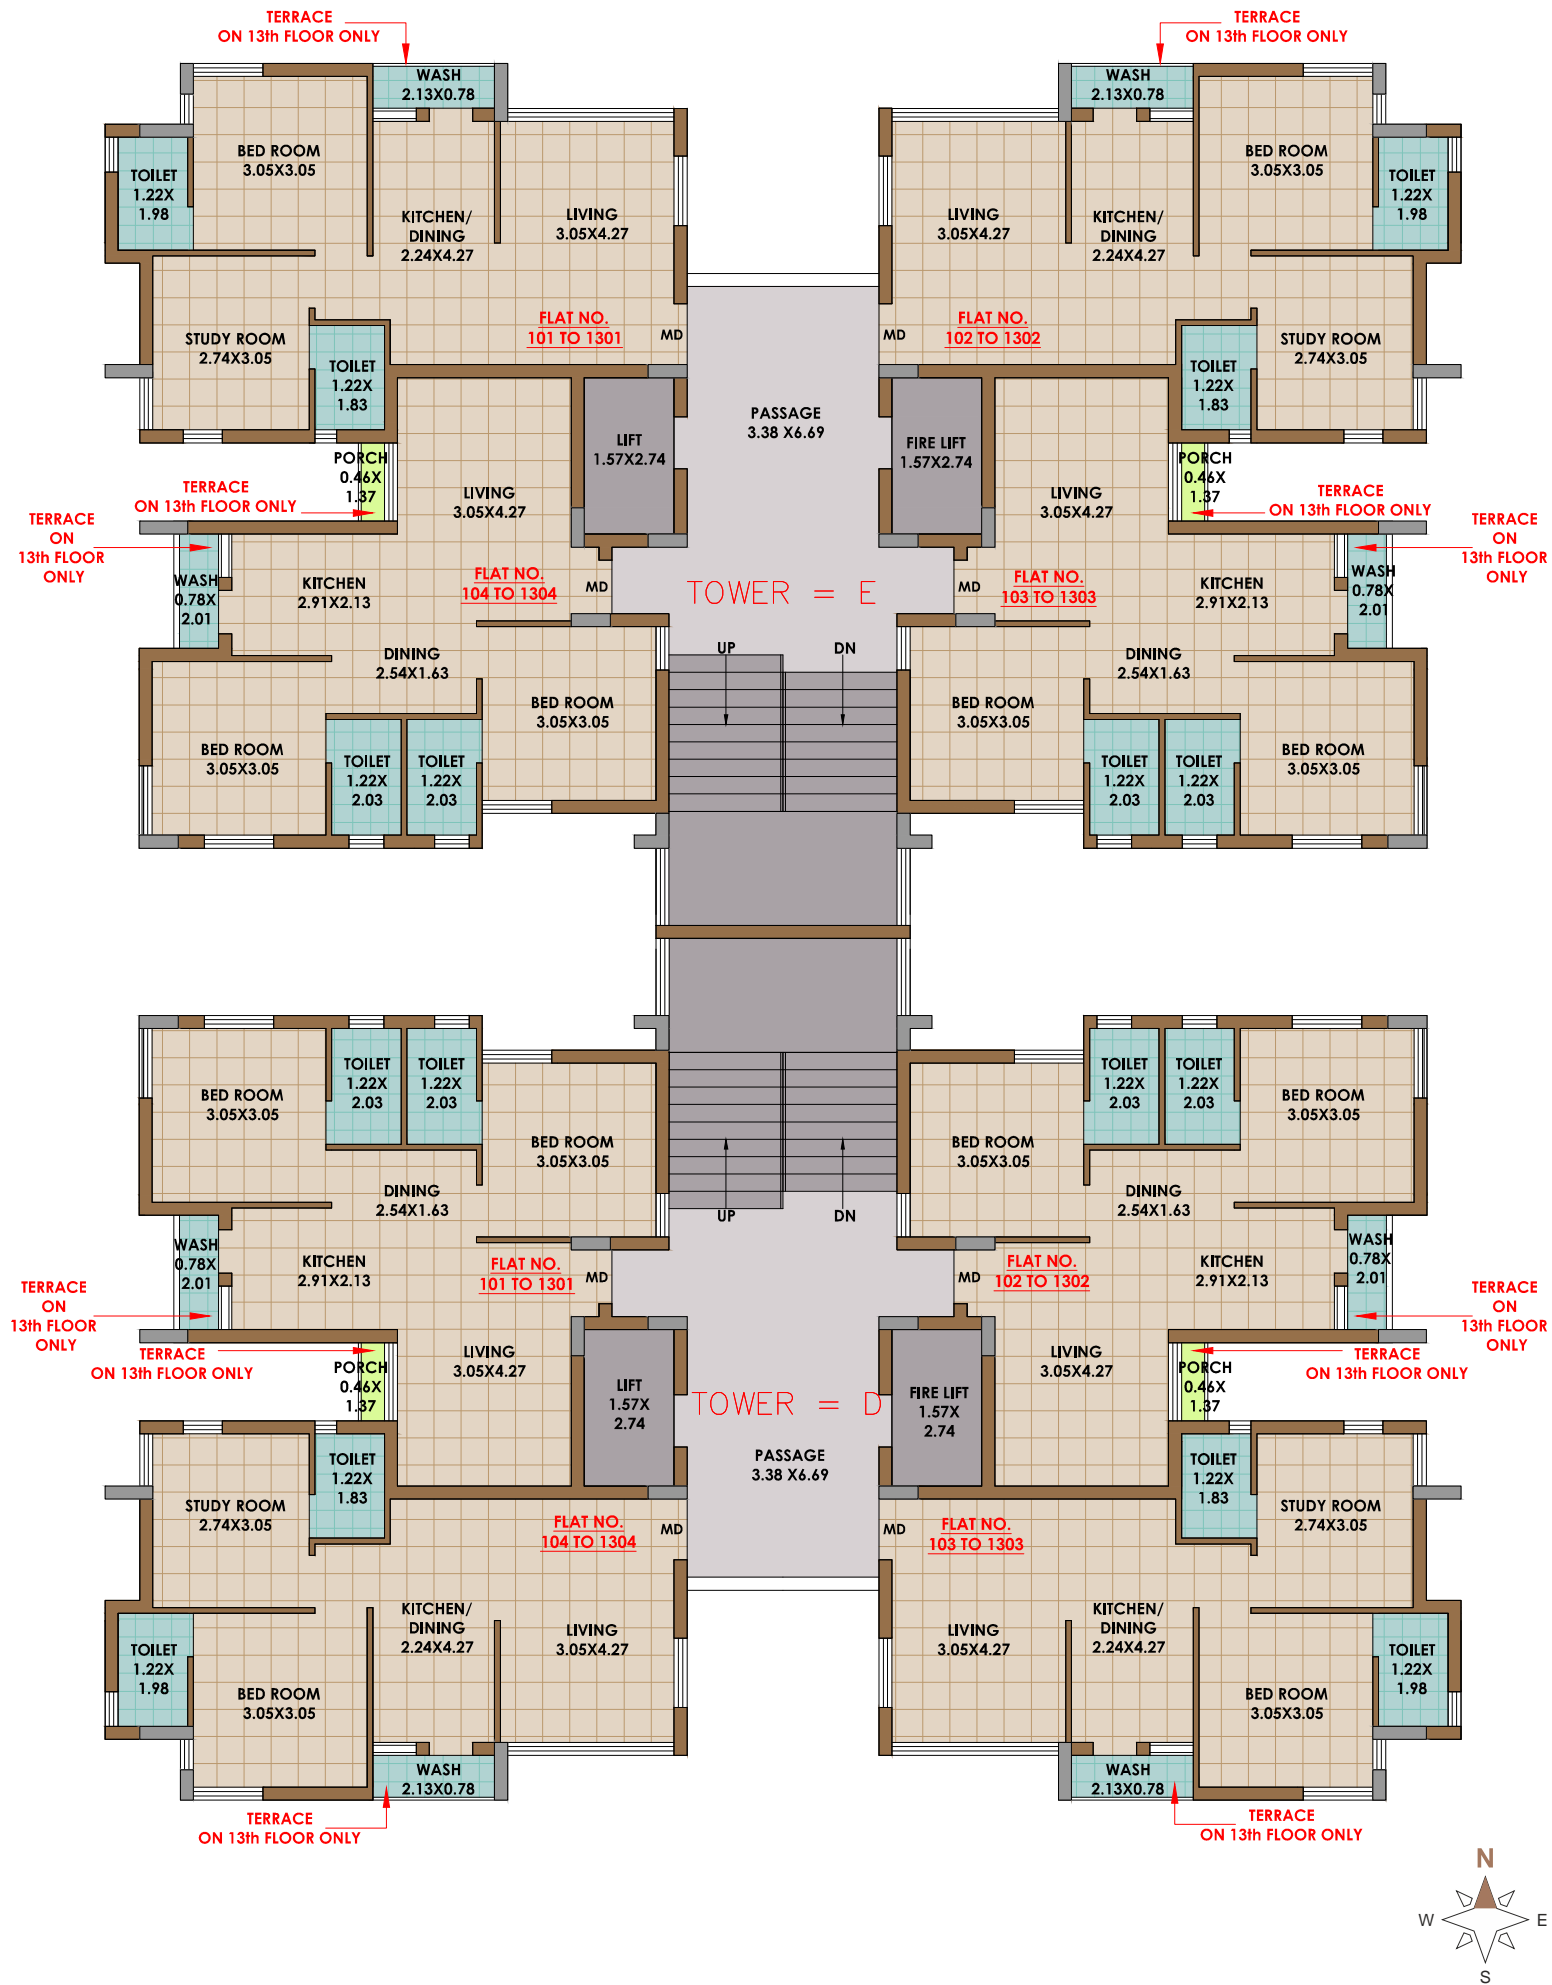 TERRACE
ON 13th FLOOR ONLY
TERRACE
ON 13th FLOOR ONLY
WASH
2.13X0.78
WASH
2.13X0.78
BED ROOM
3.05X3.05
BED ROOM
3.05X3.05
TOILET
1.22X
1.98
TOILET
1.22X
1.98
KITCHEN/
DINING
2.24X4.27
LIVING
3.05X4.27
LIVING
3.05X4.27
KITCHEN/
DINING
2.24X4.27
FLAT NO.
101 TO 1301
MD
MD
FLAT NO.
102 TO 1302
STUDY ROOM
2.74X3.05
TOILET
1.22X
1.83
TOILET
1.22X
1.83
STUDY ROOM
2.74X3.05
PASSAGE
3.38 X6.69
LIFT
1.57X2.74
FIRE LIFT
1.57X2.74
PORCH
0.46X
1.37
PORCH
0.46X
1.37
TERRACE
ON 13th FLOOR ONLY
LIVING
3.05X4.27
LIVING
3.05X4.27
TERRACE
ON 13th FLOOR ONLY
TERRACE
ON
13th FLOOR
ONLY
TERRACE
ON
13th FLOOR
ONLY
WASH
0.78X
2.01
KITCHEN
2.91X2.13
FLAT NO.
104 TO 1304
MD
TOWER = E
MD
FLAT NO.
103 TO 1303
KITCHEN
2.91X2.13
WASH
0.78X
2.01
DINING
2.54X1.63
UP
DN
DINING
2.54X1.63
BED ROOM
3.05X3.05
BED ROOM
3.05X3.05
BED ROOM
3.05X3.05
TOILET
1.22X
2.03
TOILET
1.22X
2.03
TOILET
1.22X
2.03
TOILET
1.22X
2.03
BED ROOM
3.05X3.05
BED ROOM
3.05X3.05
TOILET
1.22X
2.03
TOILET
1.22X
2.03
TOILET
1.22X
2.03
TOILET
1.22X
2.03
BED ROOM
3.05X3.05
BED ROOM
3.05X3.05
BED ROOM
3.05X3.05
DINING
2.54X1.63
UP
DN
DINING
2.54X1.63
WASH
0.78X
2.01
KITCHEN
2.91X2.13
FLAT NO.
101 TO 1301
MD
MD
FLAT NO.
102 TO 1302
KITCHEN
2.91X2.13
WASH
0.78X
2.01
TERRACE
ON
13th FLOOR
ONLY
TERRACE
ON
13th FLOOR
ONLY
TERRACE
ON 13th FLOOR ONLY
PORCH
0.46X
1.37
LIVING
3.05X4.27
LIVING
3.05X4.27
PORCH
0.46X
1.37
TERRACE
ON 13th FLOOR ONLY
LIFT
1.57X
2.74
TOWER = D
FIRE LIFT
1.57X
2.74
PASSAGE
3.38 X6.69
STUDY ROOM
2.74X3.05
TOILET
1.22X
1.83
TOILET
1.22X
1.83
STUDY ROOM
2.74X3.05
FLAT NO.
104 TO 1304
MD
MD
FLAT NO.
103 TO 1303
KITCHEN/
DINING
2.24X4.27
LIVING
3.05X4.27
LIVING
3.05X4.27
KITCHEN/
DINING
2.24X4.27
TOILET
1.22X
1.98
TOILET
1.22X
1.98
BED ROOM
3.05X3.05
BED ROOM
3.05X3.05
WASH
2.13X0.78
WASH
2.13X0.78
TERRACE
ON 13th FLOOR ONLY
TERRACE
ON 13th FLOOR ONLY
N
W
E
S